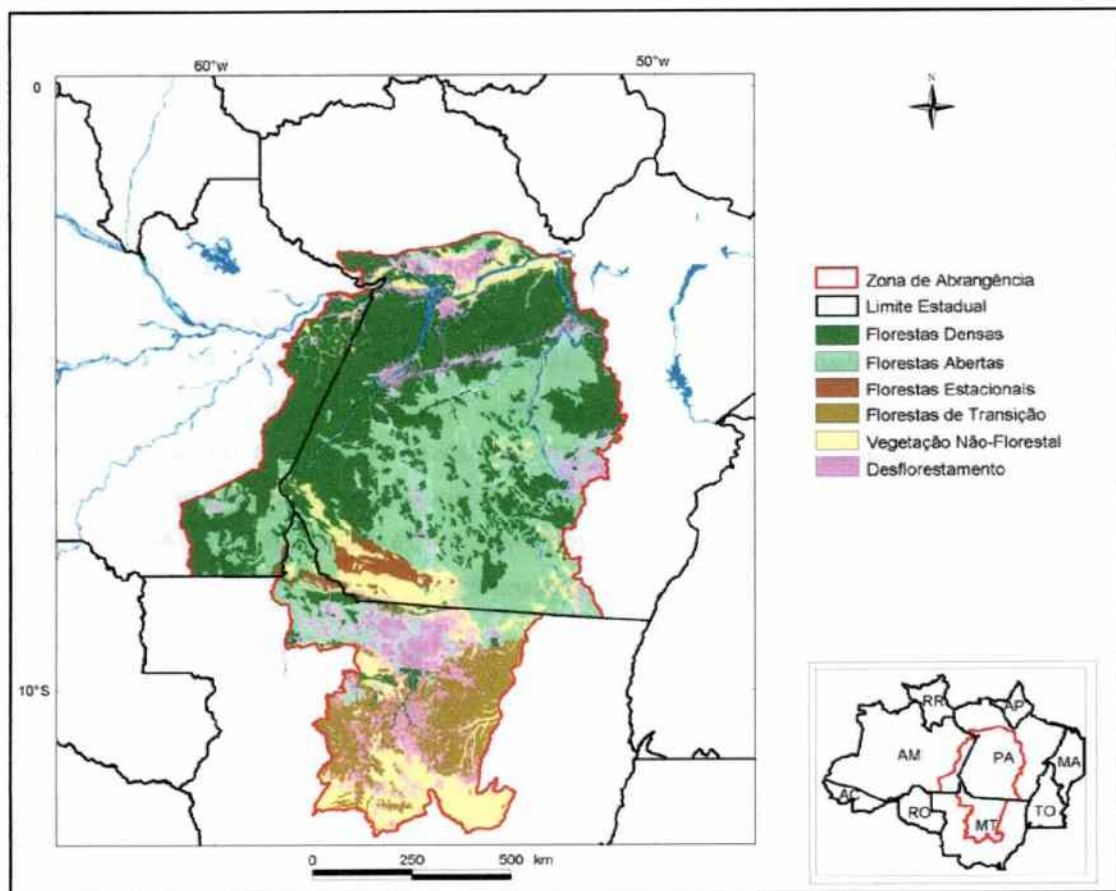 60°w
50°w
0
N
10°S
Zona de Abrangência
Limite Estadual
Florestas Densas
Florestas Abertas
Florestas Estacionais
Florestas de Transição
Vegetação Não-Florestal
Desflorestamento
0 250 500 km
RR
AP
AM
PA
MA
AC
RO
TO
MT